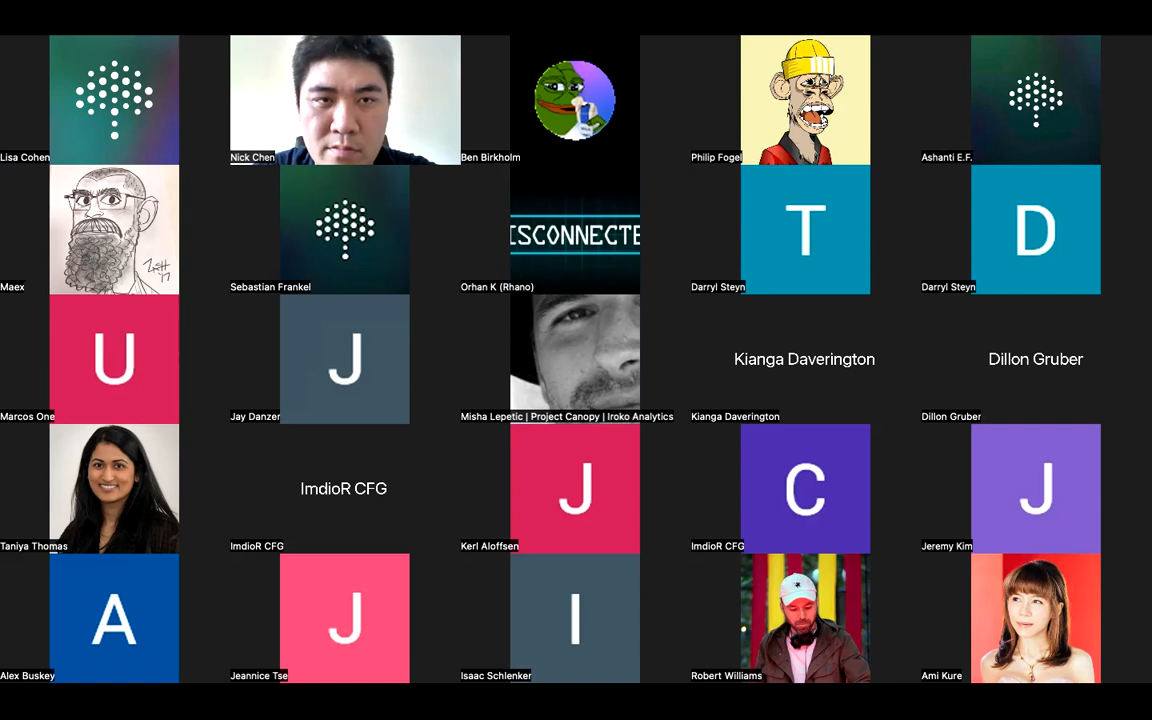 Lisa Cohen
Nick Chen
Ben Birkholm
Philip Fogel
Ashanti E.F.
ISCONNECTE
T
D
Maex
Sebastian Frankel
Orhan K (Rhano)
Darryl Steyn
Darryl Steyn
U
J
Kianga Daverington
Dillon Gruber
Marcos One
Jay Danzer
Misha Lepetic | Project Canopy | Iroko Analytics
Kianga Daverington
Dillon Gruber
ImdioR CFG
J
C
J
Taniya Thomas
ImdioR CFG
Kerl Aloffsen
ImdioR CFG
Jeremy Kim
A
J
I
Alex Buskey
Jeannice Tse
Isaac Schlenker
Robert Williams
Ami Kure